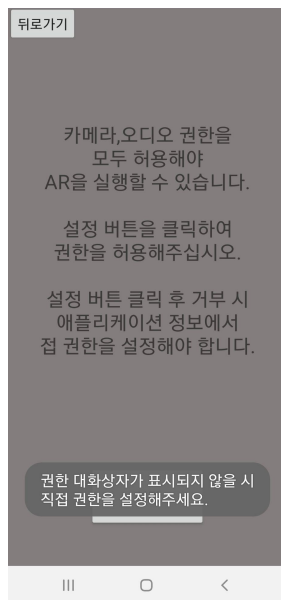 뒤로가기
카메라,오디오 권한을
모두 허용해야
AR을 실행할 수 있습니다.
설정 버튼을 클릭하여
권한을 허용해주십시오.
설정 버튼 클릭 후 거부 시
애플리케이션 정보에서
접 권한을 설정해야 합니다.
권한 대화상자가 표시되지 않을 시
직접 권한을 설정해주세요.